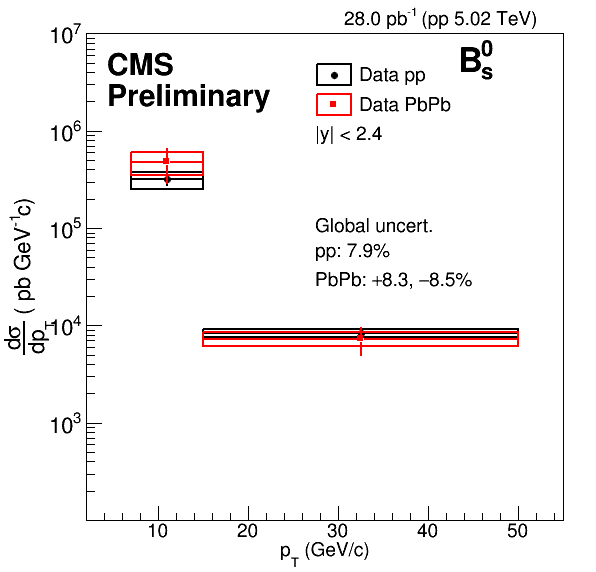 28.0 pb⁻¹ (pp 5.02 TeV)
10⁷
CMS
Preliminary
Data pp
Data PbPb
|y| < 2.4
B⁰ₛ
10⁶
10⁵
Global uncert.
pp: 7.9%
PbPb: +8.3, −8.5%
dσ/dp_T ( pb GeV⁻¹c)
10⁴
10³
10 20 30 40 50
p_T (GeV/c)